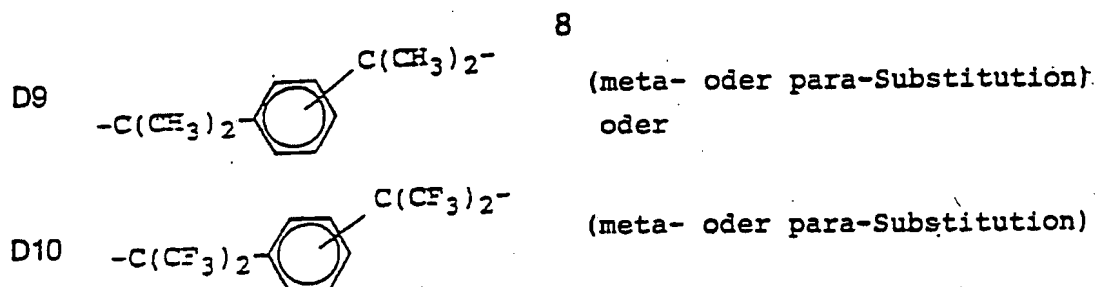 8
C(CH₃)₂-
D9 (meta- oder para-Substitution)
-C(CH₃)₂- oder
C(CF₃)₂-
D10 (meta- oder para-Substitution)
-C(CF₃)₂-